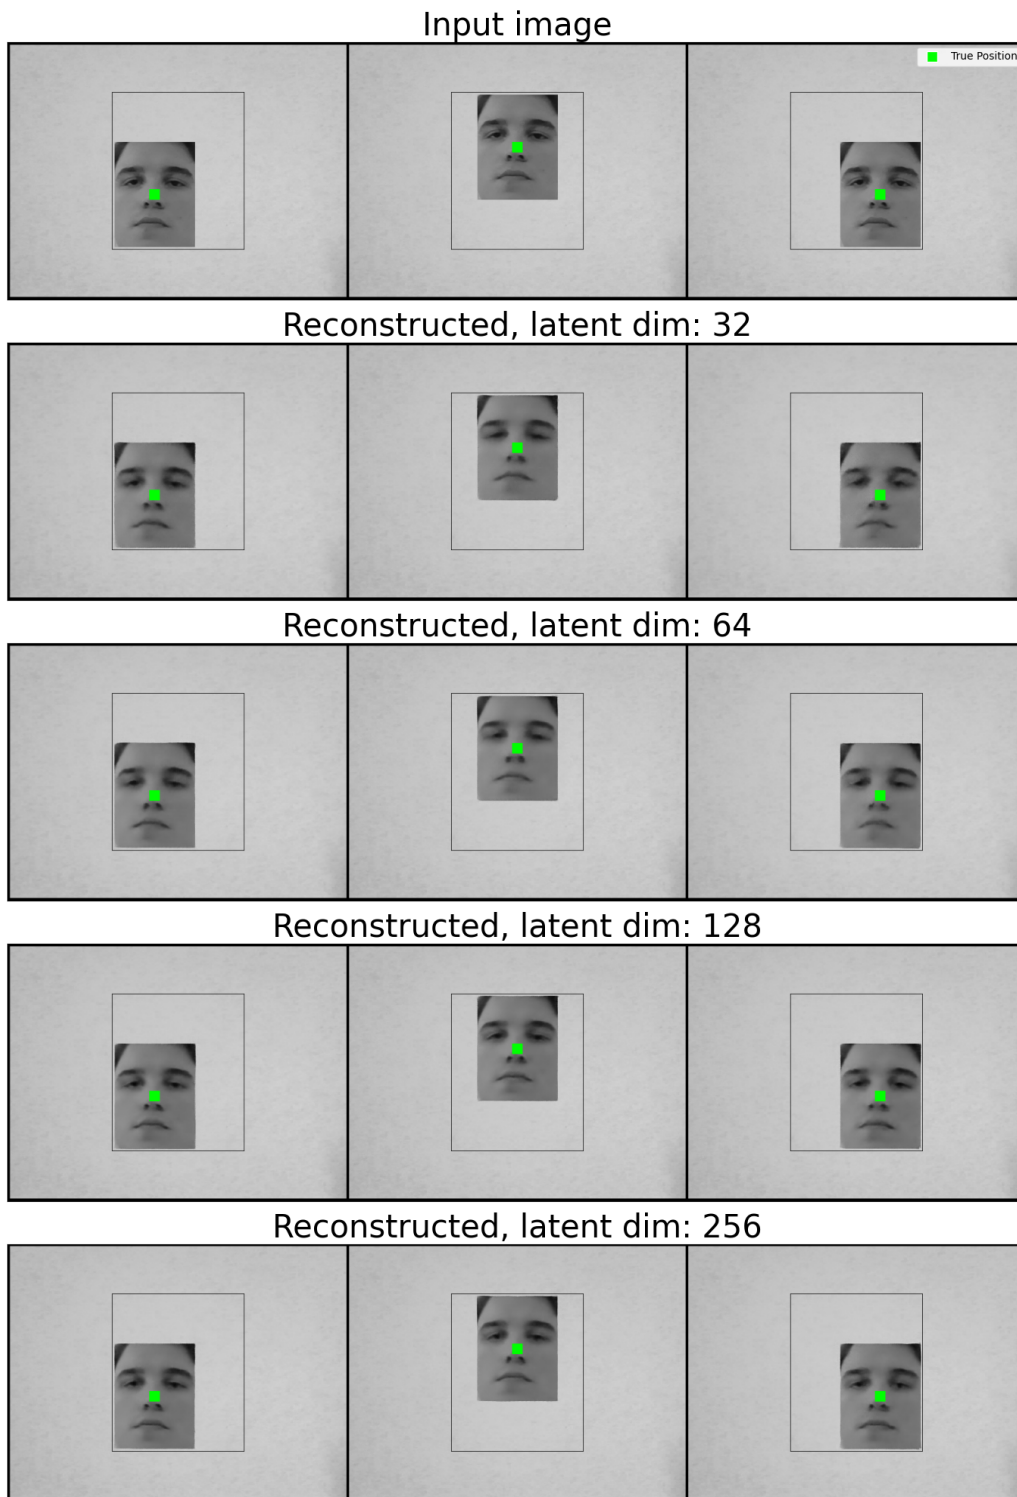 Input image
True Position
Reconstructed, latent dim: 32
Reconstructed, latent dim: 64
Reconstructed, latent dim: 128
Reconstructed, latent dim: 256